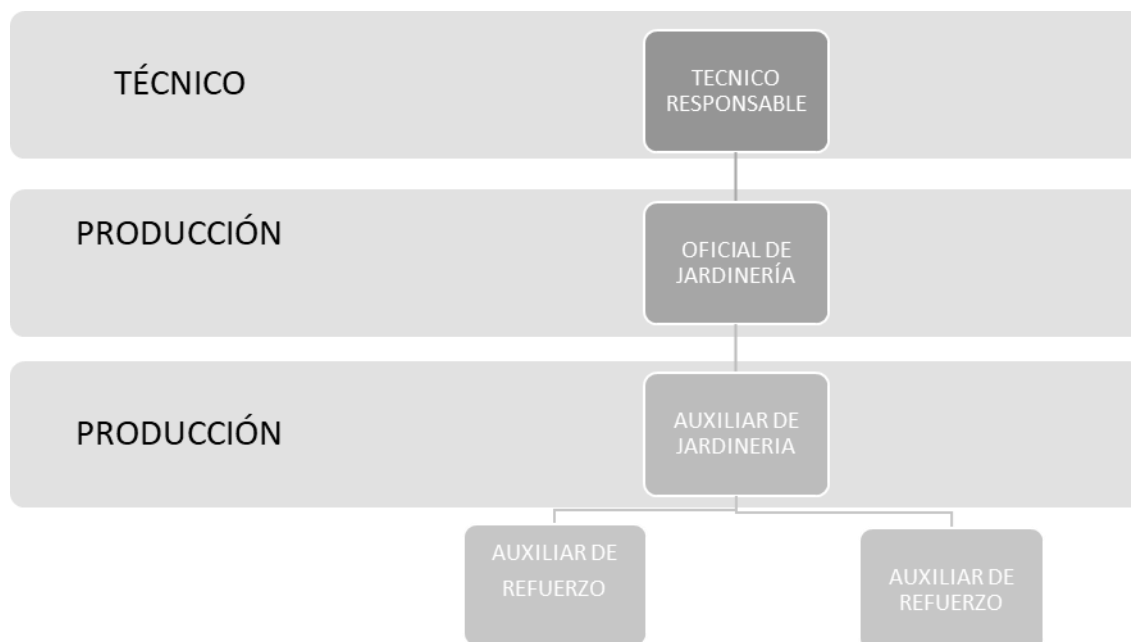 TÉCNICO
TECNICO
RESPONSABLE
PRODUCCIÓN
OFICIAL DE
JARDINERÍA
PRODUCCIÓN
AUXILIAR DE
JARDINERIA
AUXILIAR DE
REFUERZO
AUXILIAR DE
REFUERZO